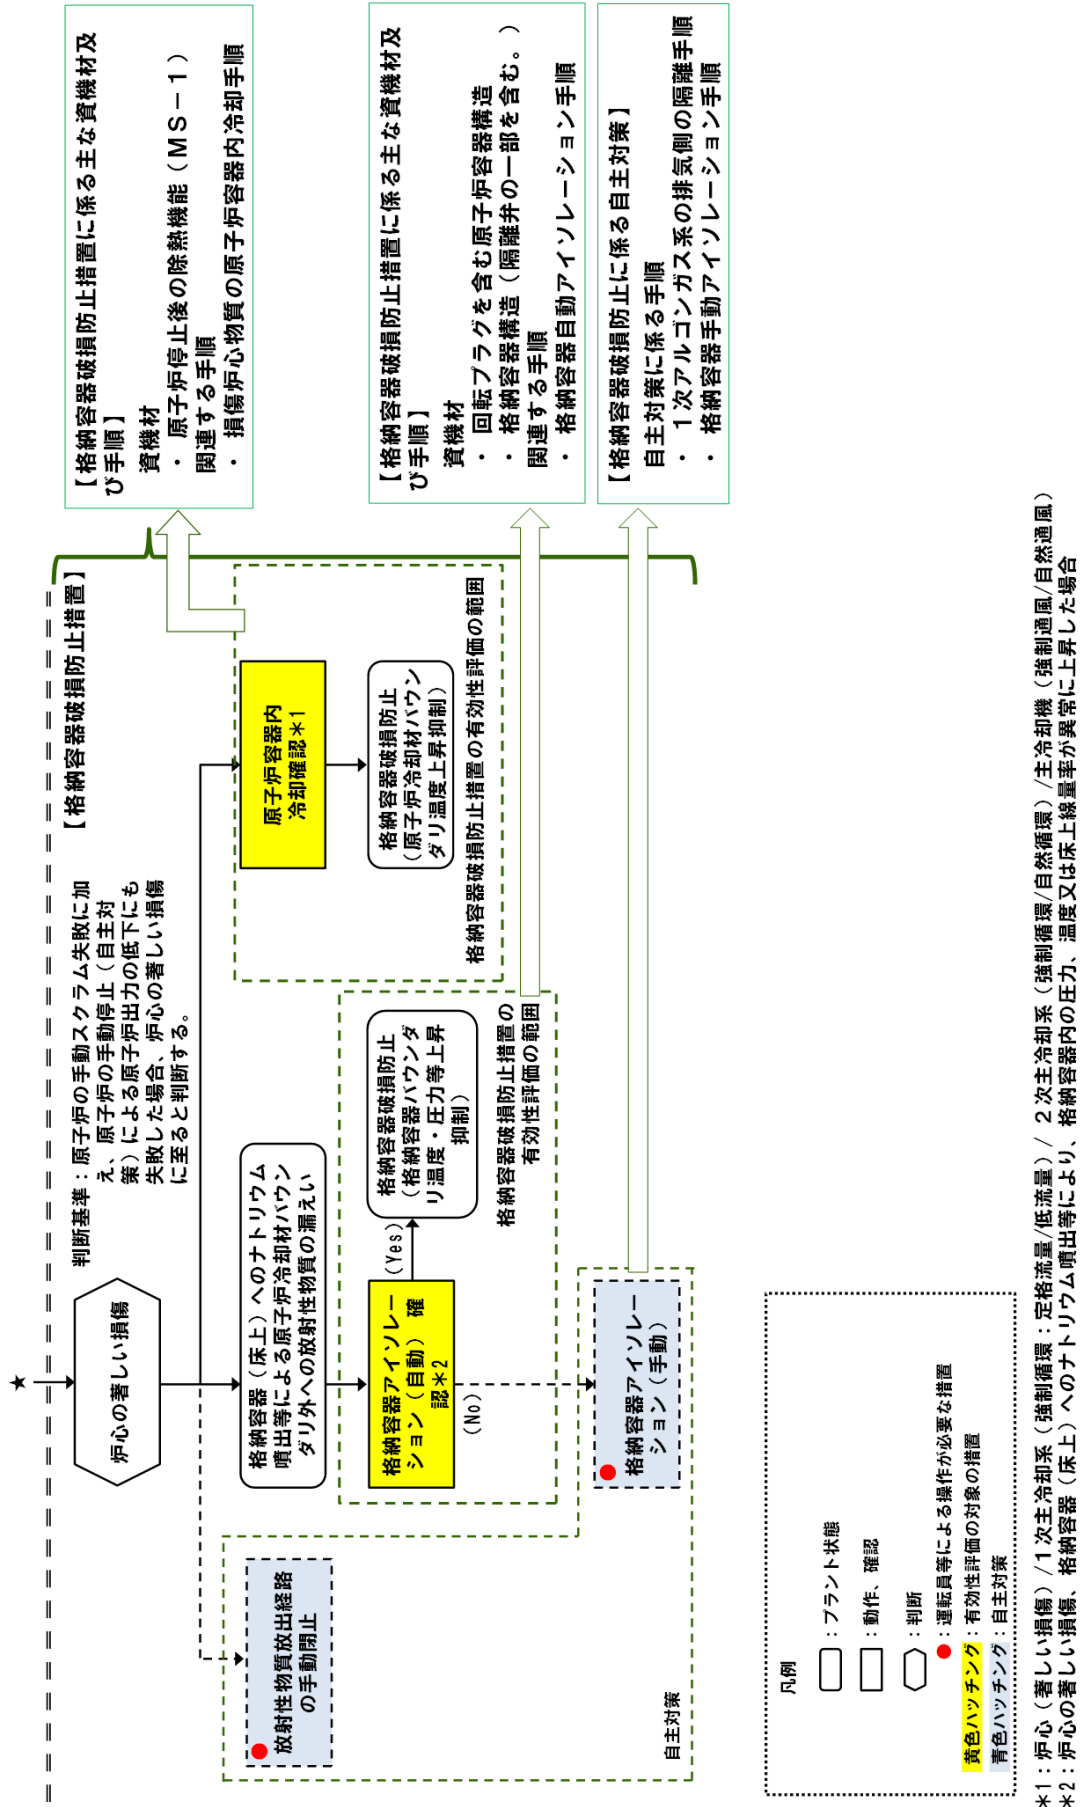 ★
【格納容器破損防止措置】
炉心の著しい損傷
判断基準：原子炉の手動スクラム失敗に加
え、原子炉の手動停止（自主対
策）による原子炉出力の低下にも
失敗した場合、炉心の著しい損傷
に至ると判断する。
放射性物質放出経路
の手動閉止
格納容器（床上）へのナトリウム
噴出等による原子炉冷却材バウン
ダリ外への放射性物質の漏えい
原子炉容器内
冷却確認＊1
格納容器アイソレー
ション（自動）　確
認＊2
(Yes)
(No)
格納容器破損防止
（格納容器バウンダ
リ温度・圧力等上昇
抑制）
格納容器破損防止
（原子炉冷却材バウン
ダリ温度上昇抑制）
格納容器破損防止措置の有効性評価の範囲
格納容器破損防止措置の
有効性評価の範囲
格納容器アイソレー
ション（手動）
自主対策
【格納容器破損防止措置に係る主な資機材及
び手順】
資機材
・ 原子炉停止後の除熱機能（ＭＳ－１）
関連する手順
・ 損傷炉心物質の原子炉容器内冷却手順
【格納容器破損防止措置に係る主な資機材及
び手順】
資機材
・ 回転プラグを含む原子炉容器構造
・ 格納容器構造（隔離弁の一部を含む。）
関連する手順
・ 格納容器自動アイソレーション手順
【格納容器破損防止に係る自主対策】
自主対策に係る手順
・ １次アルゴンガス系の排気側の隔離手順
・ 格納容器手動アイソレーション手順
凡例
：プラント状態
：動作、確認
：判断
：運転員等による操作が必要な措置
黄色ハッチング：有効性評価の対象の措置
青色ハッチング：自主対策
＊1：炉心（著しい損傷）/１次主冷却系（強制循環：定格流量/低流量）/ ２次主冷却系（強制循環/自然循環）/主冷却機（強制通風/自然通風）
＊2：炉心の著しい損傷、格納容器（床上）へのナトリウム噴出等により、格納容器内の圧力、温度又は床上線量率が異常に上昇した場合